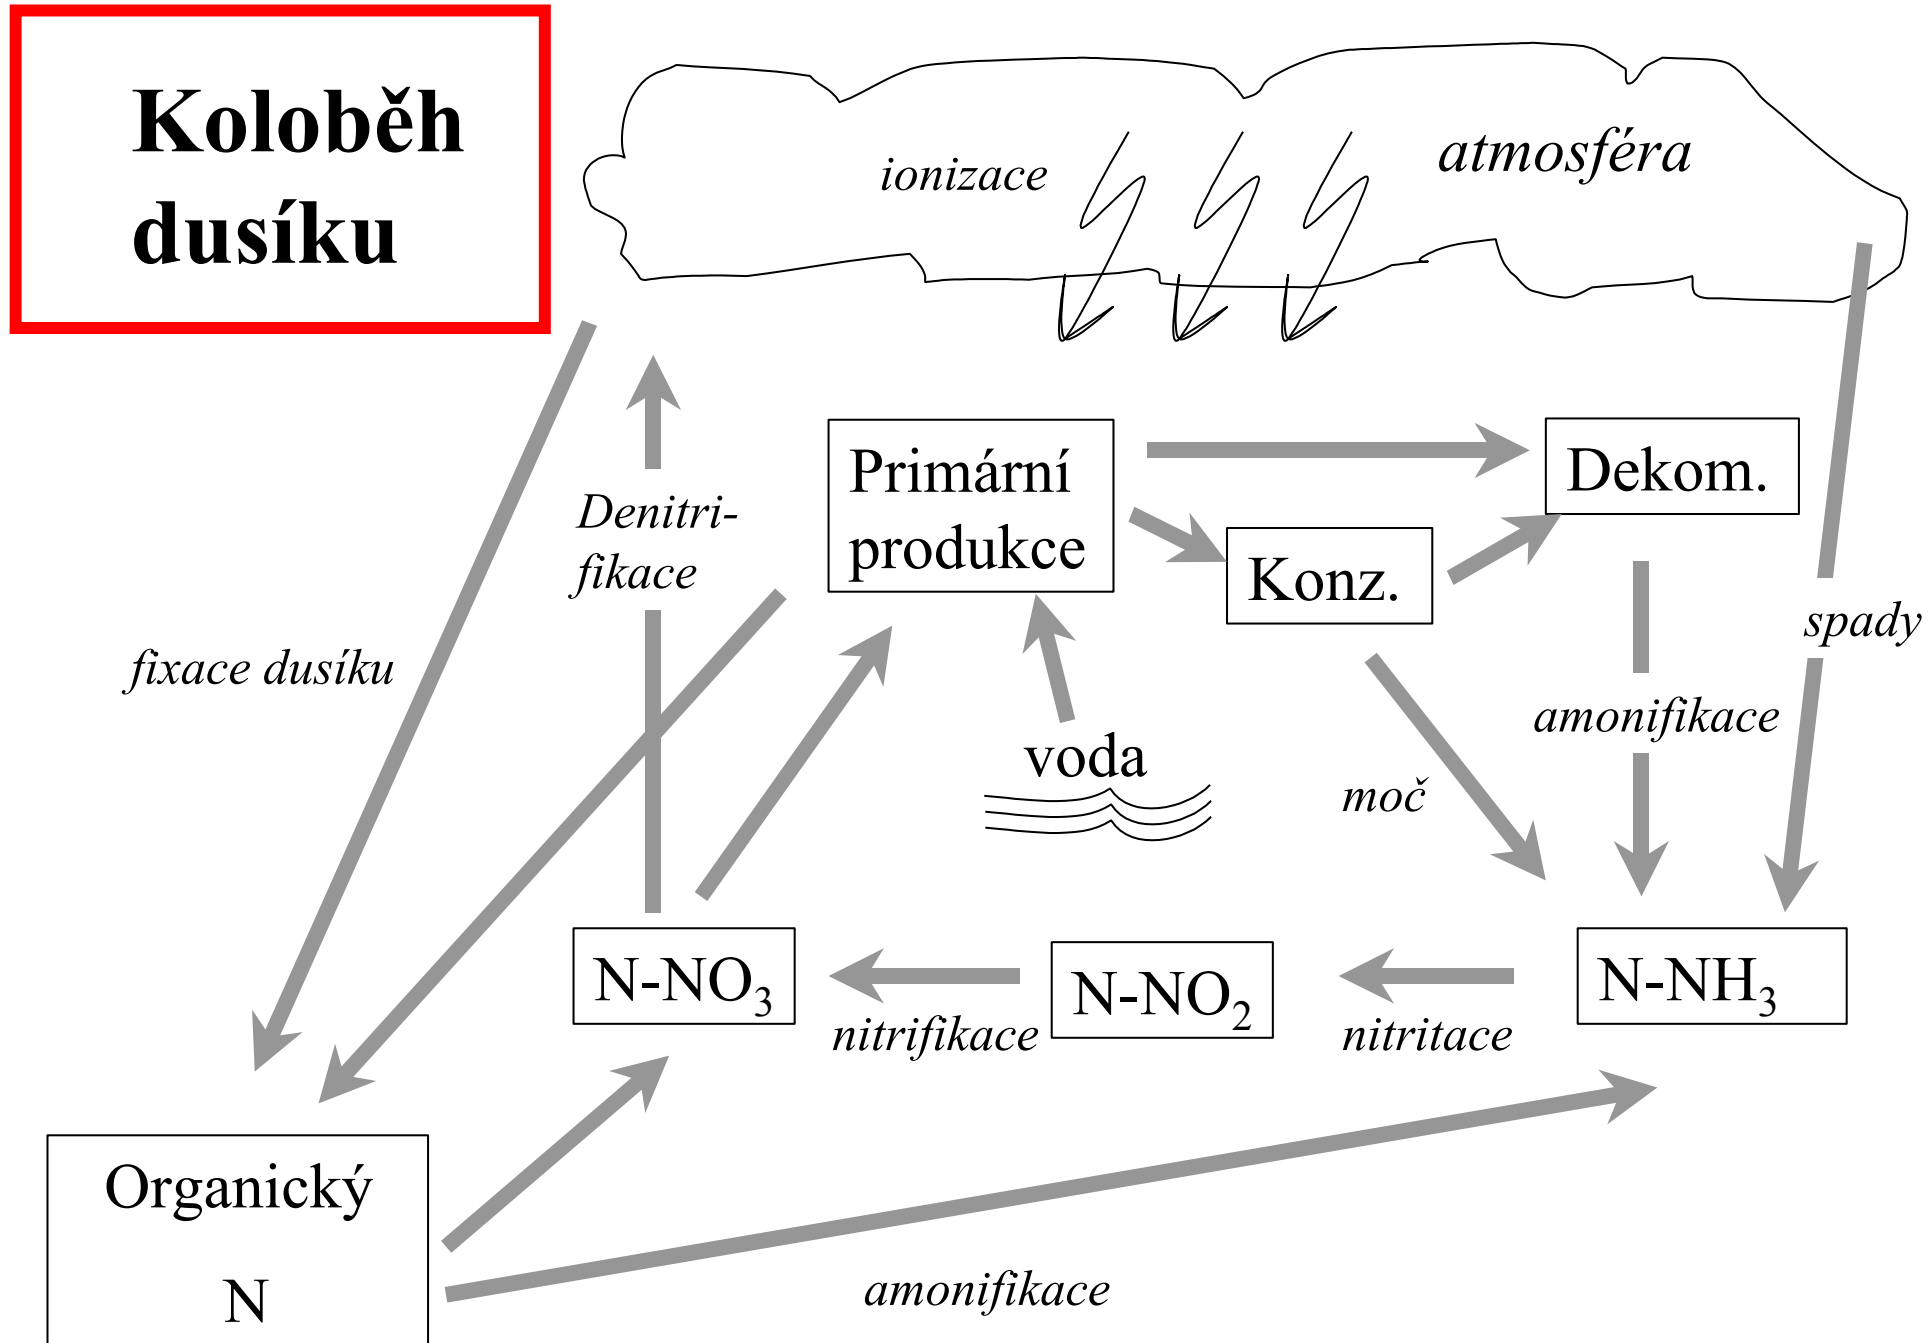 Koloběh
dusíku
ionizace
atmosféra
Primární
produkce
Dekom.
Denitri-
fikace
Konz.
spady
fixace dusíku
amonifikace
voda
moč
N-NO₃
N-NO₂
N-NH₃
nitrifikace
nitritace
Organický
N
amonifikace